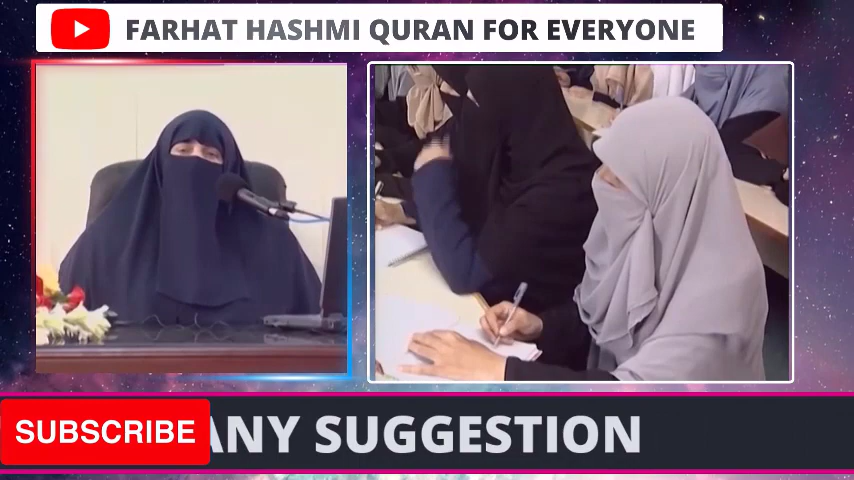 FARHAT HASHMI QURAN FOR EVERYONE
SUBSCRIBE
ANY SUGGESTION